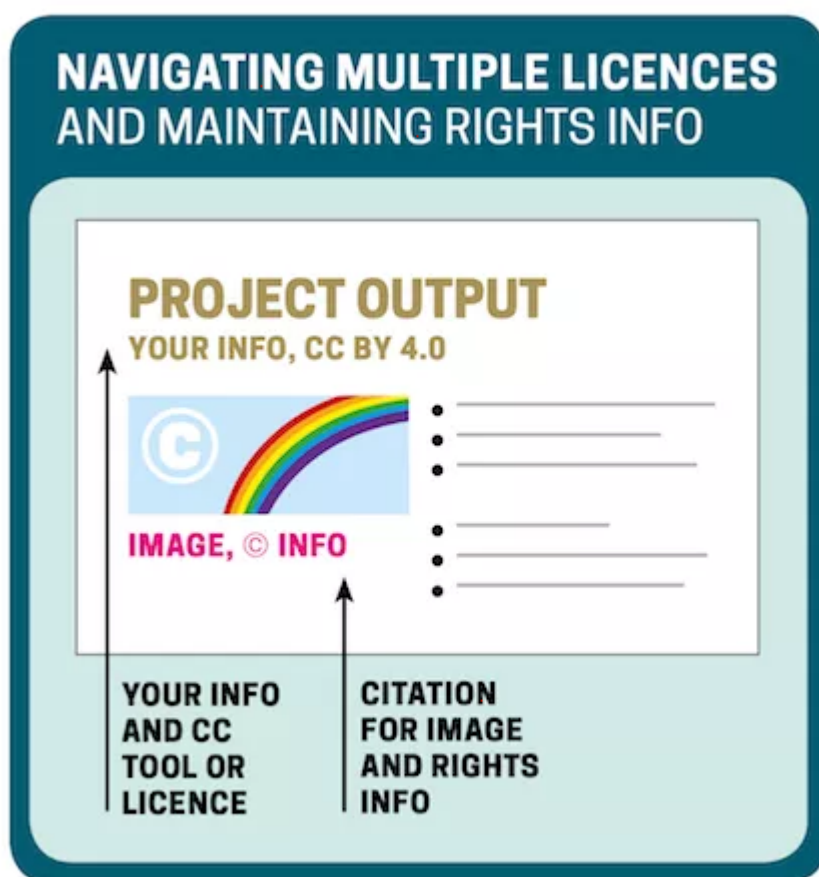 NAVIGATING MULTIPLE LICENCES
AND MAINTAINING RIGHTS INFO
PROJECT OUTPUT
YOUR INFO, CC BY 4.0
©
IMAGE, © INFO
YOUR INFO
AND CC
TOOL OR
LICENCE
CITATION
FOR IMAGE
AND RIGHTS
INFO